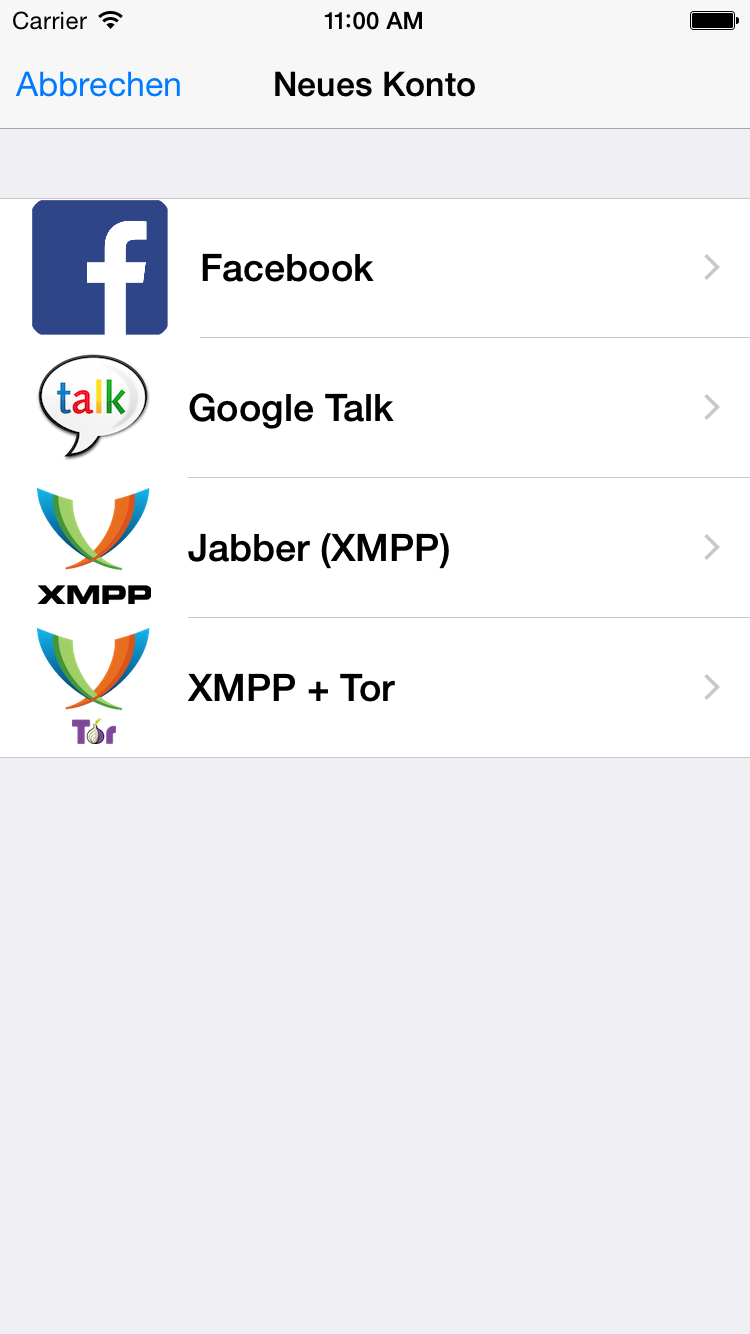 Carrier 11:00 AM
Abbrechen Neues Konto
Facebook
talk
Google Talk
Jabber (XMPP)
XMPP
XMPP + Tor
Tor